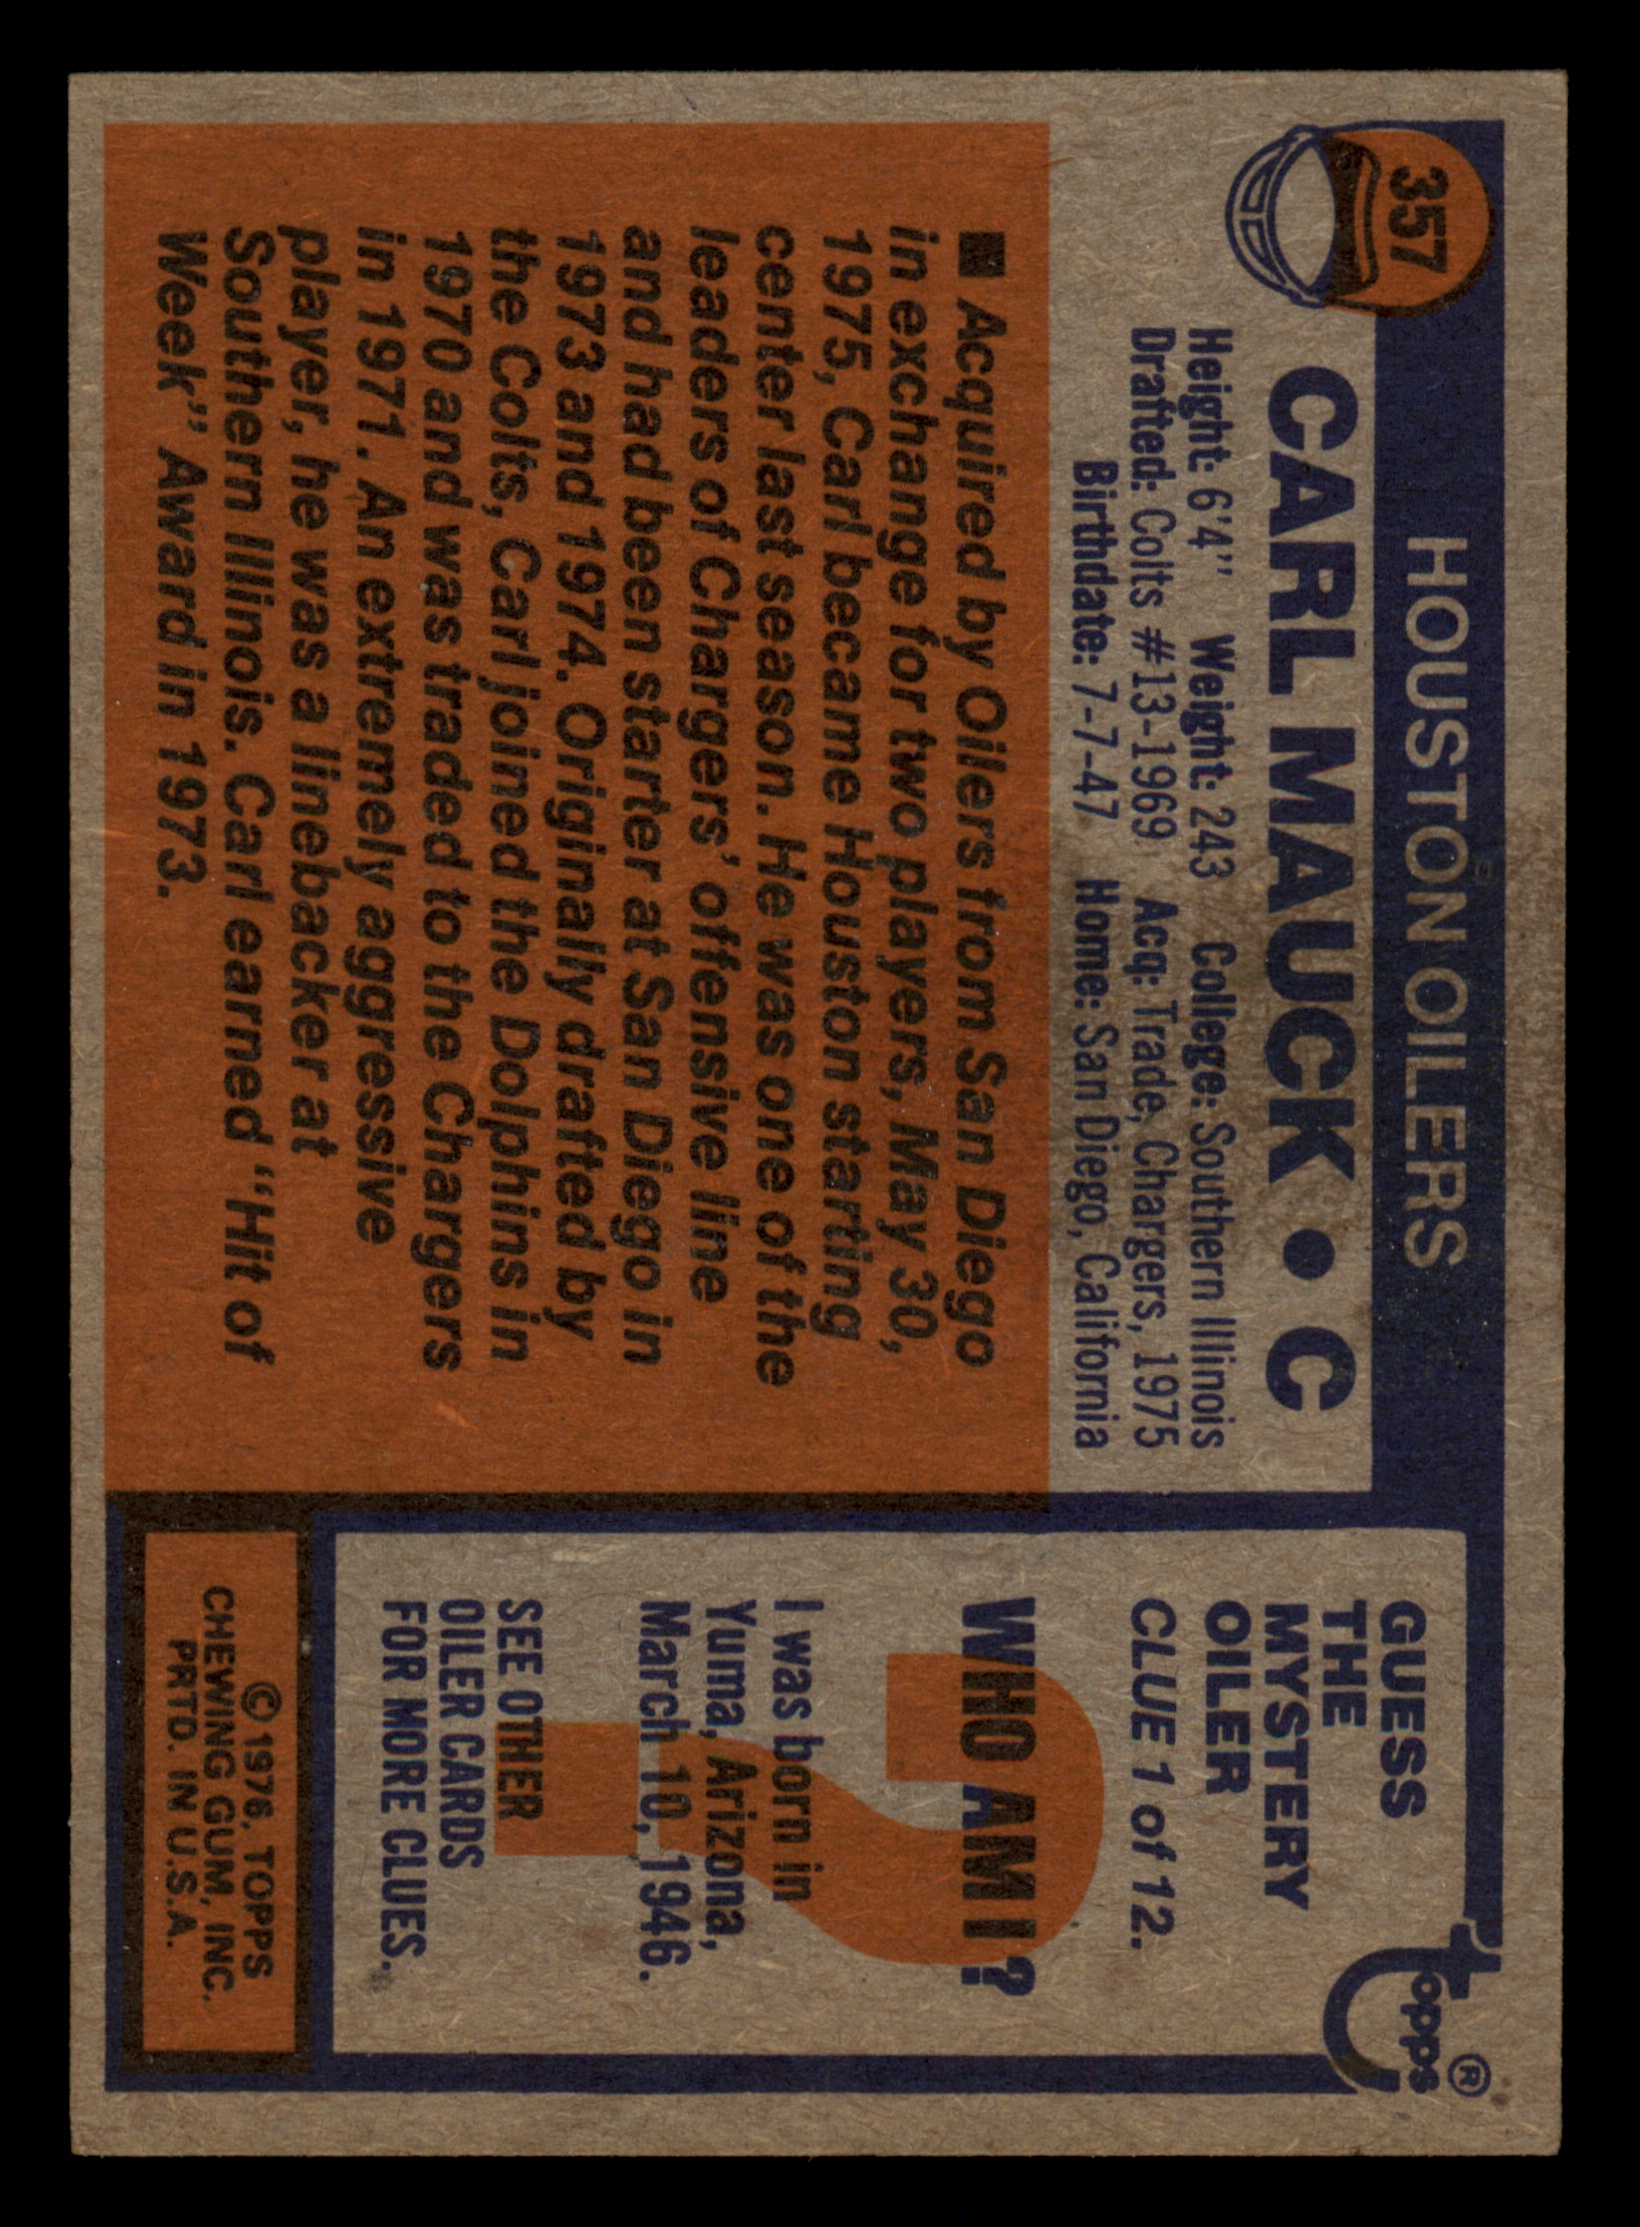 357
HOUSTON OILERS
CARL MAUCK • C
Height: 6'4" Weight: 243 College: Southern Illinois
Drafted: Colts #13-1969 Acq: Trade, Chargers, 1975
Birthdate: 7-7-47 Home: San Diego, California
■ Acquired by Oilers from San Diego
in exchange for two players, May 30,
1975, Carl became Houston starting
center last season. He was one of the
leaders of Chargers' offensive line
and had been starter at San Diego in
1973 and 1974. Originally drafted by
the Colts, Carl joined the Dolphins in
1970 and was traded to the Chargers
in 1971. An extremely aggressive
player, he was a linebacker at
Southern Illinois. Carl earned "Hit of
Week" Award in 1973.
topps®
GUESS
THE
MYSTERY
OILER
CLUE 1 of 12.
WHO AM I?
I was born in
Yuma, Arizona,
March 10, 1946.
SEE OTHER
OILER CARDS
FOR MORE CLUES.
© 1976, TOPPS
CHEWING GUM, INC.
PRTD. IN U.S.A.